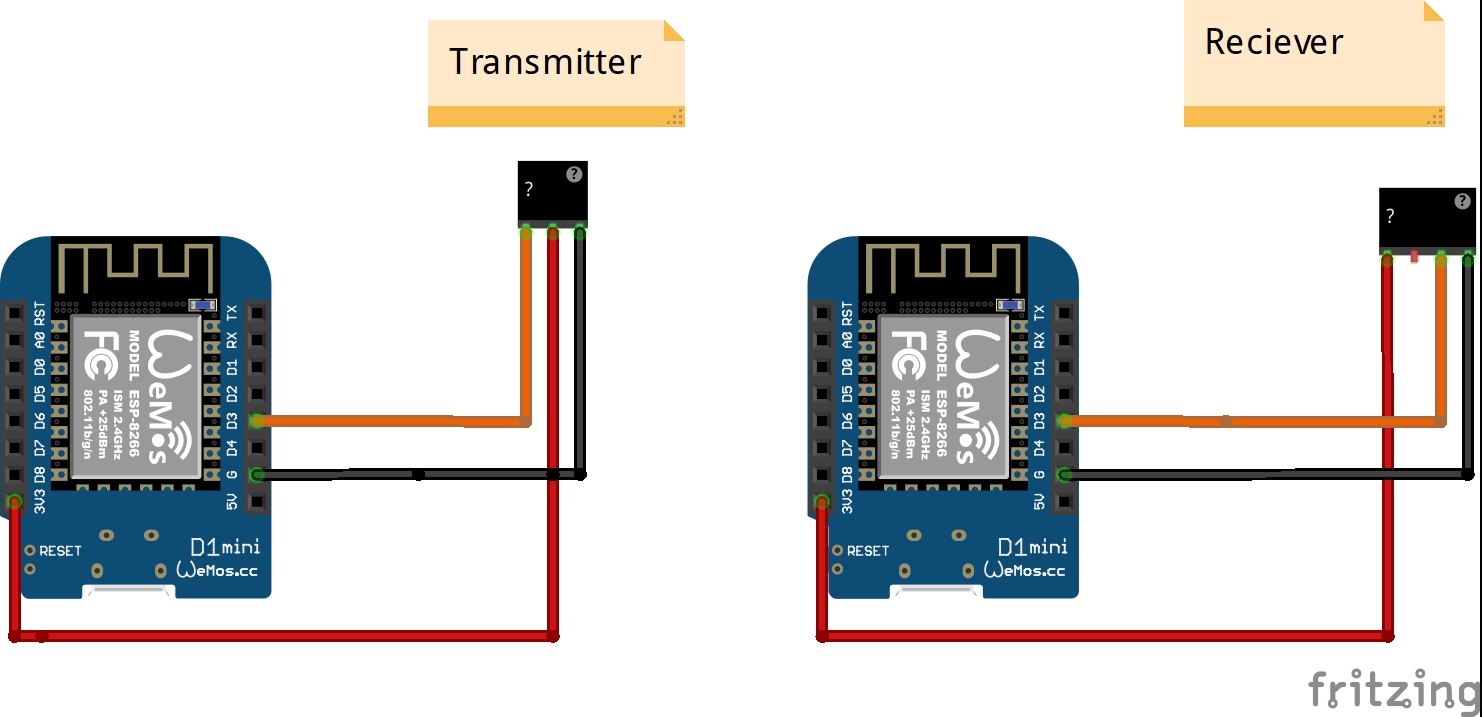 Transmitter
Reciever
?
?
?
?
RST
A0
D0
D5
D6
D7
D8
3V3
TX
RX
D1
D2
D3
D4
G
5V
WeMos
MODEL ESP-8266
ISM 2.4GHz
PA +25dBm
802.11b/g/n
FC
RESET
D1mini
WeMos.cc
RST
A0
D0
D5
D6
D7
D8
3V3
TX
RX
D1
D2
D3
D4
G
5V
WeMos
MODEL ESP-8266
ISM 2.4GHz
PA +25dBm
802.11b/g/n
FC
RESET
D1mini
WeMos.cc
fritzing